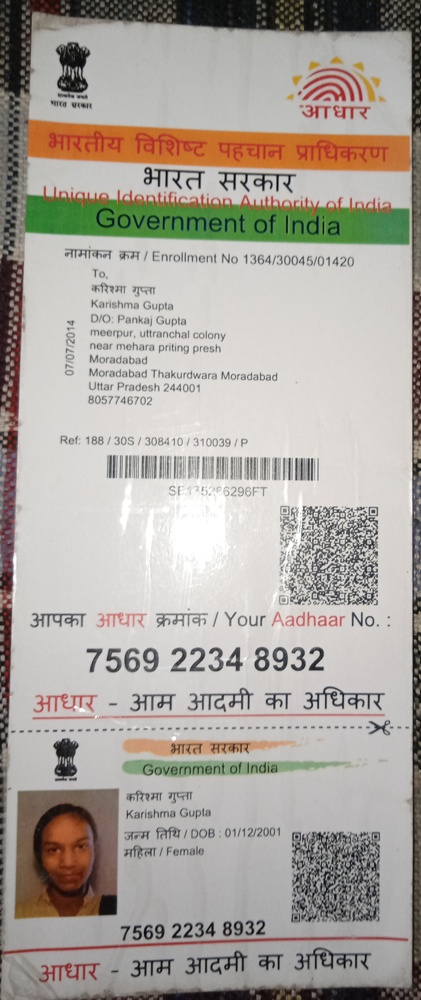 भारत सरकार
आधार
भारतीय विशिष्ट पहचान प्राधिकरण
भारत सरकार
Unique Identification Authority of India
Government of India
नामांकन क्रम / Enrollment No 1364/30045/01420
To,
करिश्मा गुप्ता
Karishma Gupta
D/O: Pankaj Gupta
meerpur, uttranchal colony
near mehara priting presh
Moradabad
Moradabad Thakurdwara Moradabad
Uttar Pradesh 244001
8057746702
07/07/2014
Ref: 188 / 30S / 308410 / 310039 / P
आपका आधार क्रमांक / Your Aadhaar No. :
7569 2234 8932
आधार - आम आदमी का अधिकार
भारत सरकार
Government of India
करिश्मा गुप्ता
Karishma Gupta
जन्म तिथि / DOB : 01/12/2001
महिला / Female
7569 2234 8932
आधार - आम आदमी का अधिकार